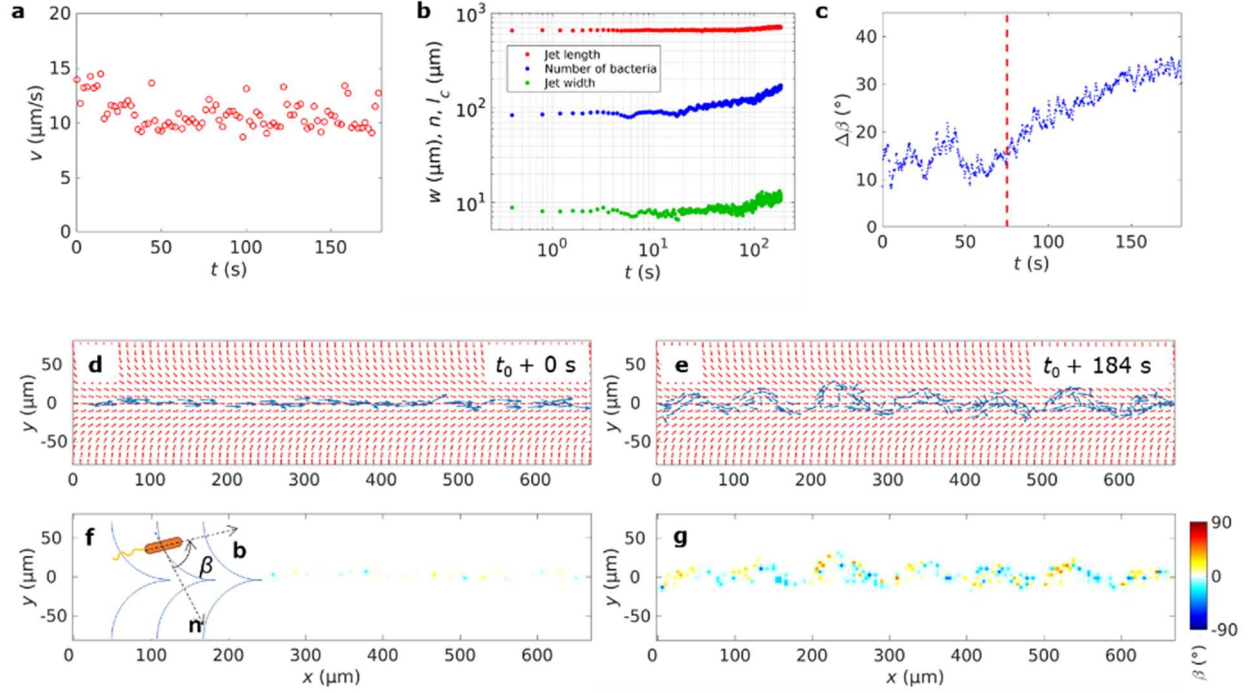 a
20
15
10
5
0
v (μm/s)
0 50 100 150
t (s)
b
10³
10²
10¹
w (μm), n, l_c (μm)
Jet length
Number of bacteria
Jet width
10⁰ 10¹ 10²
t (s)
c
40
30
20
10
0
Δβ (°)
0 50 100 150
t (s)
d
t₀ + 0 s
50
0
-50
y (μm)
0 100 200 300 400 500 600
e
t₀ + 184 s
50
0
-50
y (μm)
0 100 200 300 400 500 600
f
b
β
n
50
0
-50
y (μm)
0 100 200 300 400 500 600
x (μm)
g
50
0
-50
y (μm)
0 100 200 300 400 500 600
x (μm)
90
0
-90
β (°)